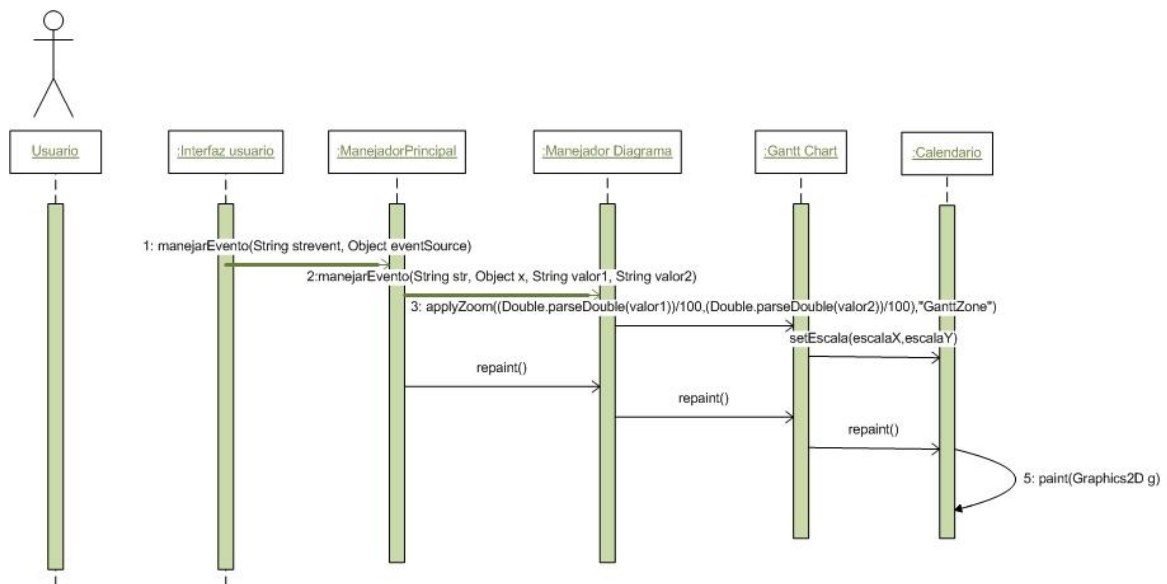 Usuario
:Interfaz usuario
:ManejadorPrincipal
:Manejador Diagrama
:Gantt Chart
:Calendario
1: manejarEvento(String strevent, Object eventSource)
2:manejarEvento(String str, Object x, String valor1, String valor2)
3: applyZoom((Double.parseDouble(valor1))/100,(Double.parseDouble(valor2))/100),"GanttZone")
setEscala(escalaX,escalaY)
repaint()
repaint()
repaint()
5: paint(Graphics2D g)